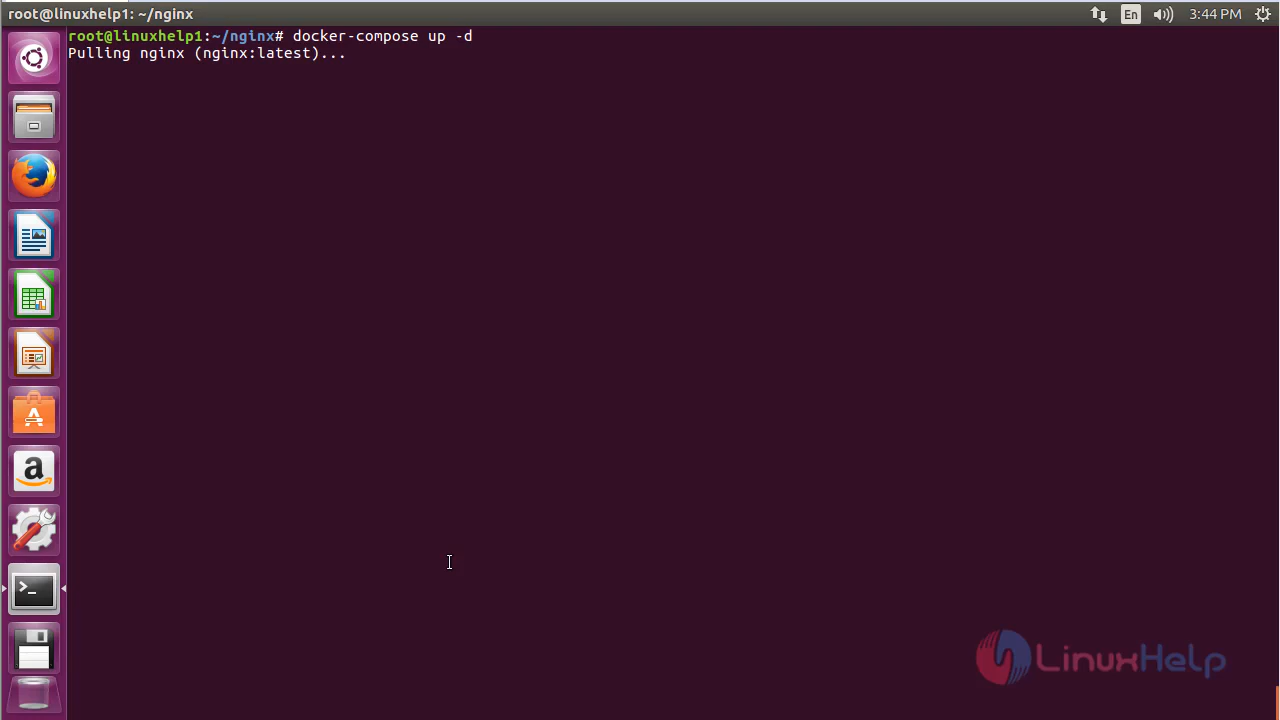 root@linuxhelp1: ~/nginx
En
3:44 PM
root@linuxhelp1:~/nginx# docker-compose up -d
Pulling nginx (nginx:latest)...
LinuxHelp